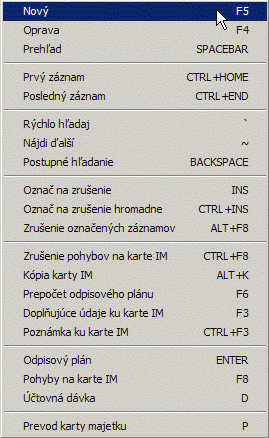 Nový F5
Oprava F4
Prehľad SPACEBAR
Prvý záznam CTRL+HOME
Posledný záznam CTRL+END
Rýchlo hľadaj `
Nájdi ďalší ~
Postupné hľadanie BACKSPACE
Označ na zrušenie INS
Označ na zrušenie hromadne CTRL+INS
Zrušenie označených záznamov ALT+F8
Zrušenie pohybov na karte IM CTRL+F8
Kópia karty IM ALT+K
Prepočet odpisového plánu F6
Doplňujúce údaje ku karte IM F3
Poznámka ku karte IM CTRL+F3
Odpisový plán ENTER
Pohyby na karte IM F8
Účtovná dávka D
Prevod karty majetku P